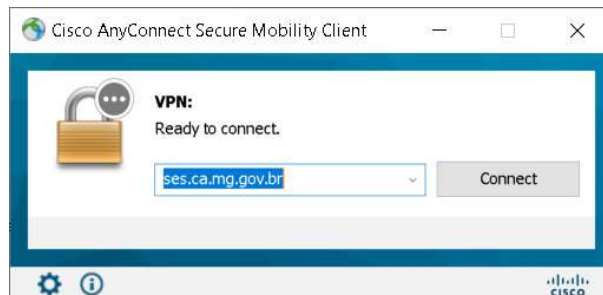 Cisco AnyConnect Secure Mobility Client
VPN:
Ready to connect.
ses.ca.mg.gov.br
Connect
CISCO